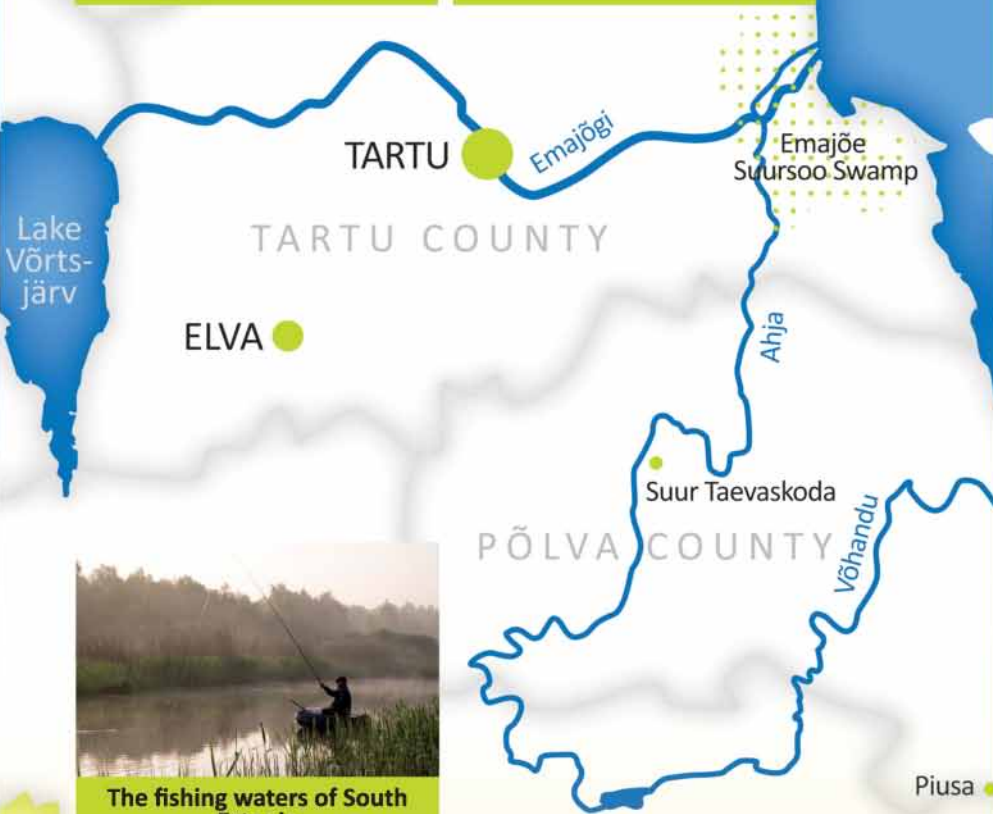 TARTU
Emajõgi
Emajõe
Suursoo Swamp
Lake
Võrts-
järv
TARTU COUNTY
ELVA
Ahja
Suur Taevaskoda
PÕLVA COUNTY
Võhandu
The fishing waters of South
Piusa